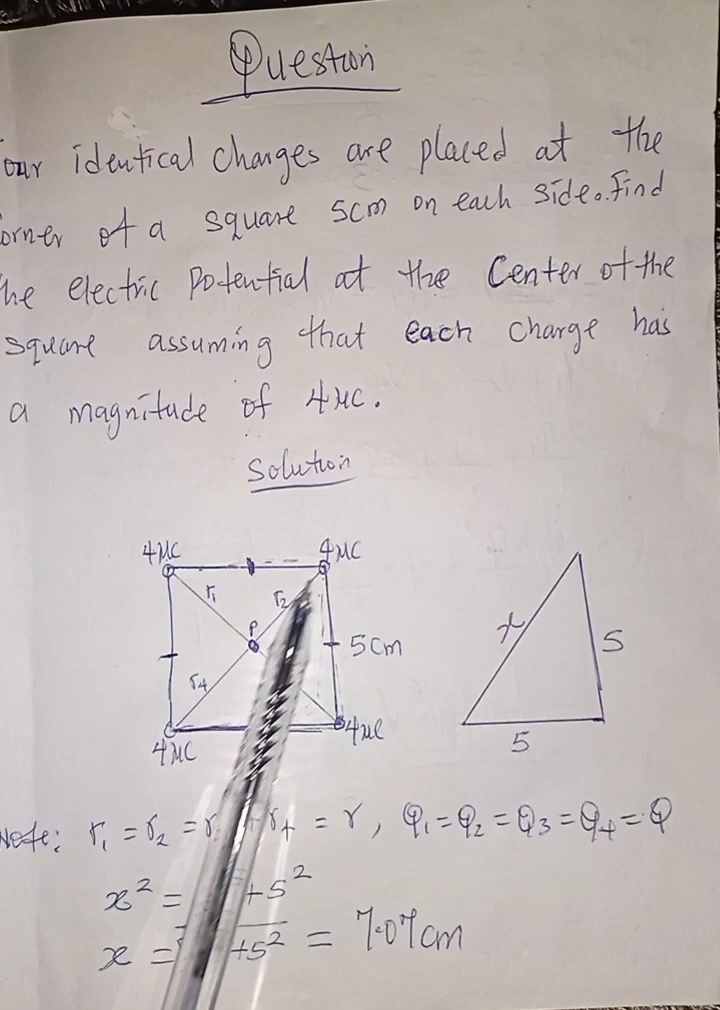 Question
our identical charges are placed at the
orner of a square 5cm on each side. Find
he electric potential at the center of the
square assuming that each charge has
a magnitude of 4μC.
Solution
4μC 4μC
r₁ r₂
P
5cm
r₄
4μC 4μC
x 5
5
Note: r₁ = r₂ = r r₄ = r, Q₁ = Q₂ = Q₃ = Q₄ = Q
x² = +5²
x = +5² = 7.07cm